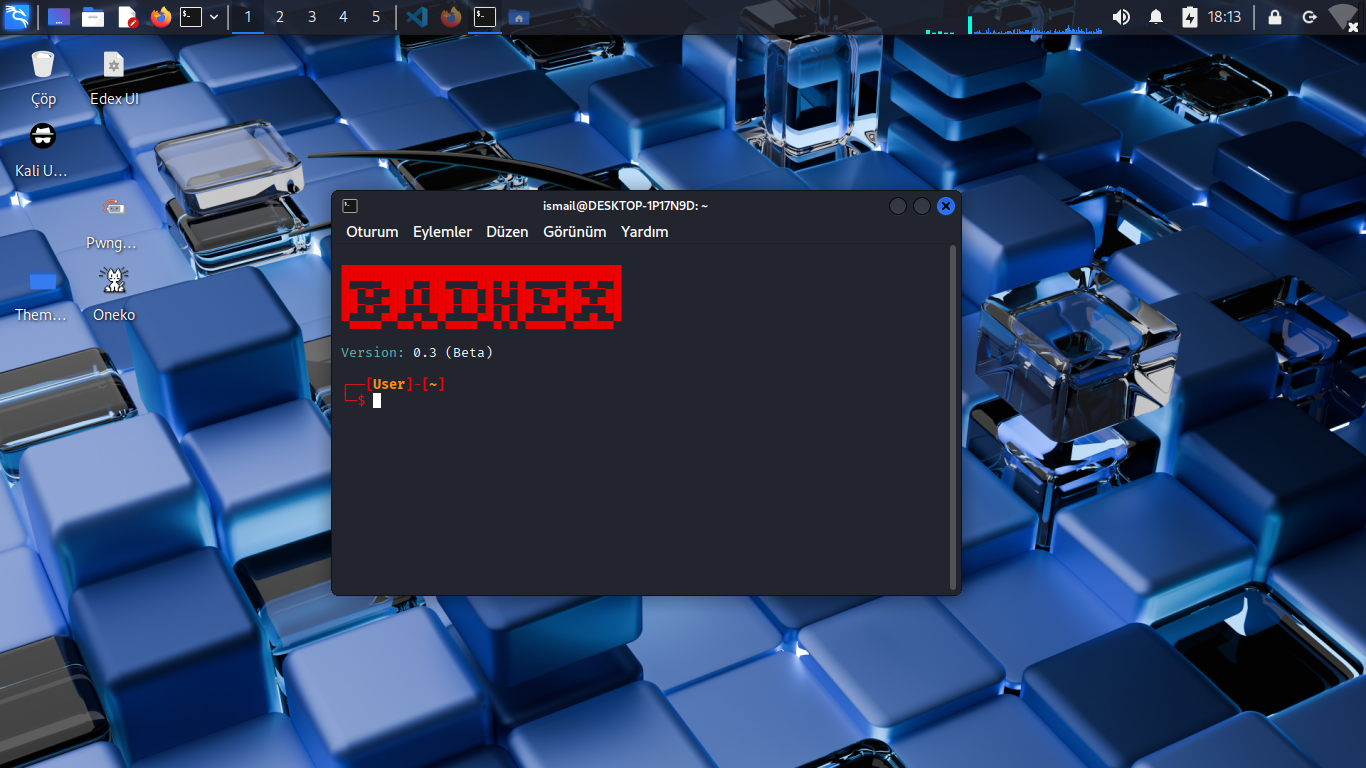 1 2 3 4 5
18:13
Çöp
Edex UI
Kali U...
Pwng...
Them...
Oneko
ismail@DESKTOP-1P17N9D: ~
Oturum Eylemler Düzen Görünüm Yardım
Version: 0.3 (Beta)
┌──[User]-[~]
└─$